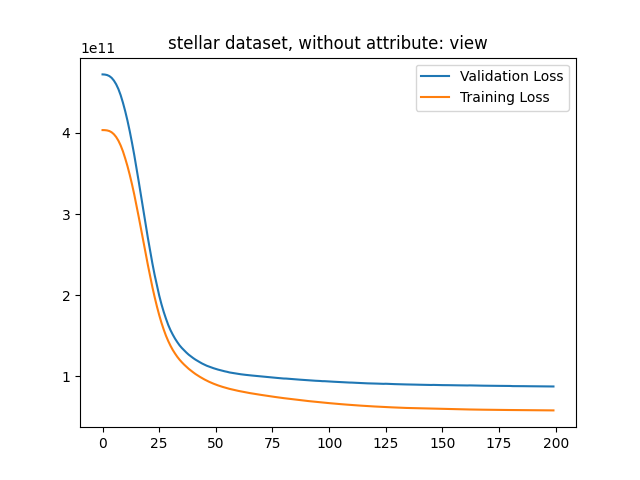 stellar dataset, without attribute: view
1e11
Validation Loss
Training Loss
4
3
2
1
0 25 50 75 100 125 150 175 200